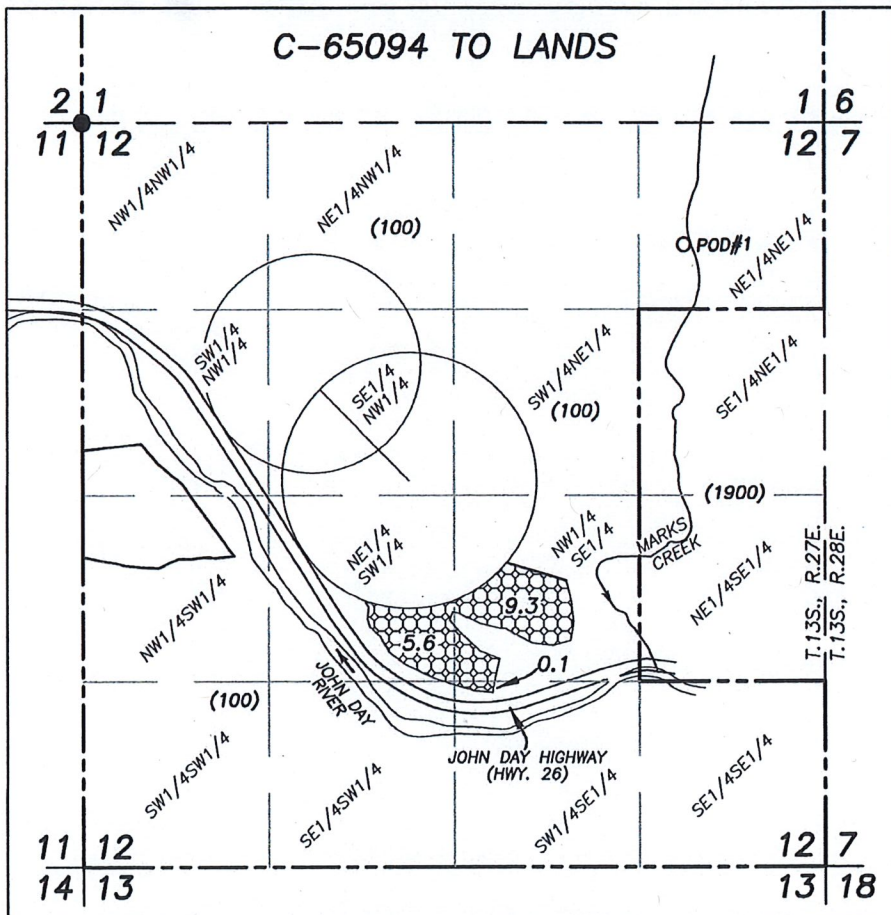 C-65094 TO LANDS
2 1
11 12
1 6
12 7
NW1/4NW1/4
NE1/4NW1/4
(100)
POD#1
NE1/4NE1/4
SW1/4
NW1/4
SE1/4
NW1/4
SW1/4NE1/4
(100)
SE1/4NE1/4
(1900)
NE1/4
SW1/4
NW1/4
SE1/4
MARKS
CREEK
NE1/4SE1/4
T.13S., R.27E.
T.13S., R.28E.
NW1/4SW1/4
9.3
5.6
0.1
JOHN DAY
RIVER
(100)
JOHN DAY HIGHWAY
(HWY. 26)
SW1/4SW1/4
SE1/4SW1/4
SW1/4SE1/4
SE1/4SE1/4
11 12
14 13
12 7
13 18